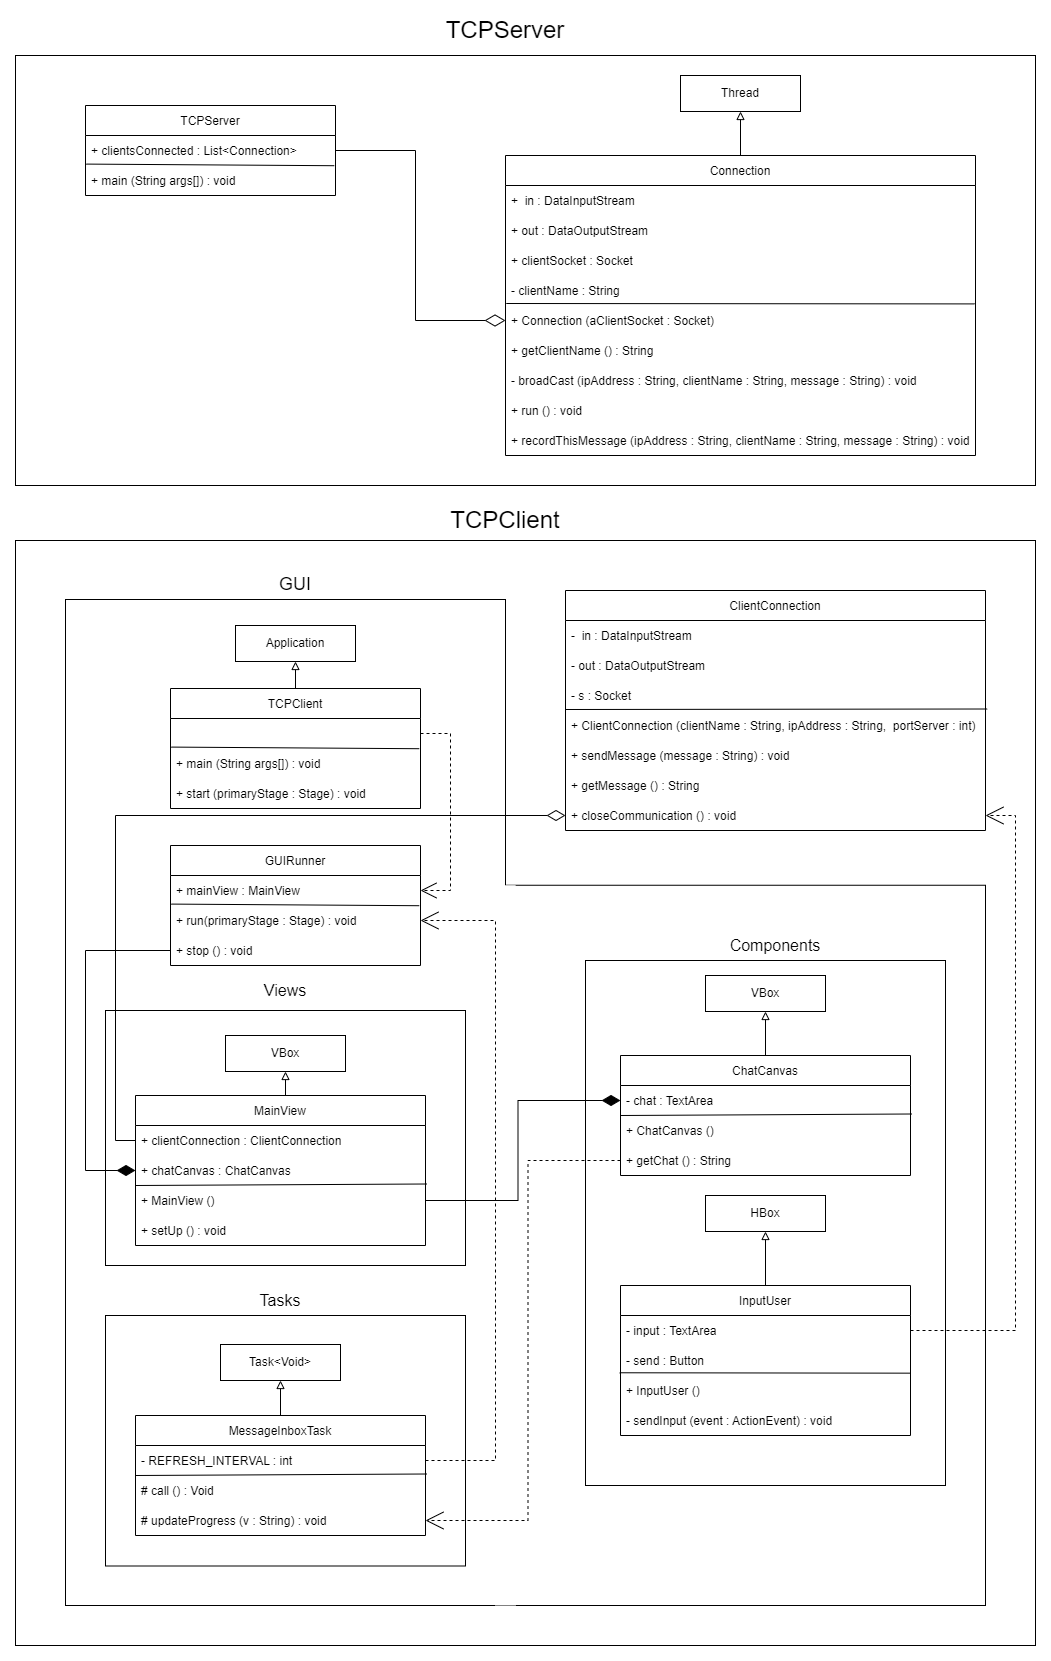 TCPServer
Thread
TCPServer
+ clientsConnected : List<Connection>
+ main (String args[]) : void
Connection
+  in : DataInputStream
+ out : DataOutputStream
+ clientSocket : Socket
- clientName : String
+ Connection (aClientSocket : Socket)
+ getClientName () : String
- broadCast (ipAddress : String, clientName : String, message : String) : void
+ run () : void
+ recordThisMessage (ipAddress : String, clientName : String, message : String) : void
TCPClient
GUI
Application
TCPClient
+ main (String args[]) : void
+ start (primaryStage : Stage) : void
ClientConnection
-  in : DataInputStream
- out : DataOutputStream
- s : Socket
+ ClientConnection (clientName : String, ipAddress : String,  portServer : int)
+ sendMessage (message : String) : void
+ getMessage () : String
+ closeCommunication () : void
GUIRunner
+ mainView : MainView
+ run(primaryStage : Stage) : void
+ stop () : void
Views
VBox
MainView
+ clientConnection : ClientConnection
+ chatCanvas : ChatCanvas
+ MainView ()
+ setUp () : void
Components
VBox
ChatCanvas
- chat : TextArea
+ ChatCanvas ()
+ getChat () : String
HBox
InputUser
- input : TextArea
- send : Button
+ InputUser ()
- sendInput (event : ActionEvent) : void
Tasks
Task<Void>
MessageInboxTask
- REFRESH_INTERVAL : int
# call () : Void
# updateProgress (v : String) : void